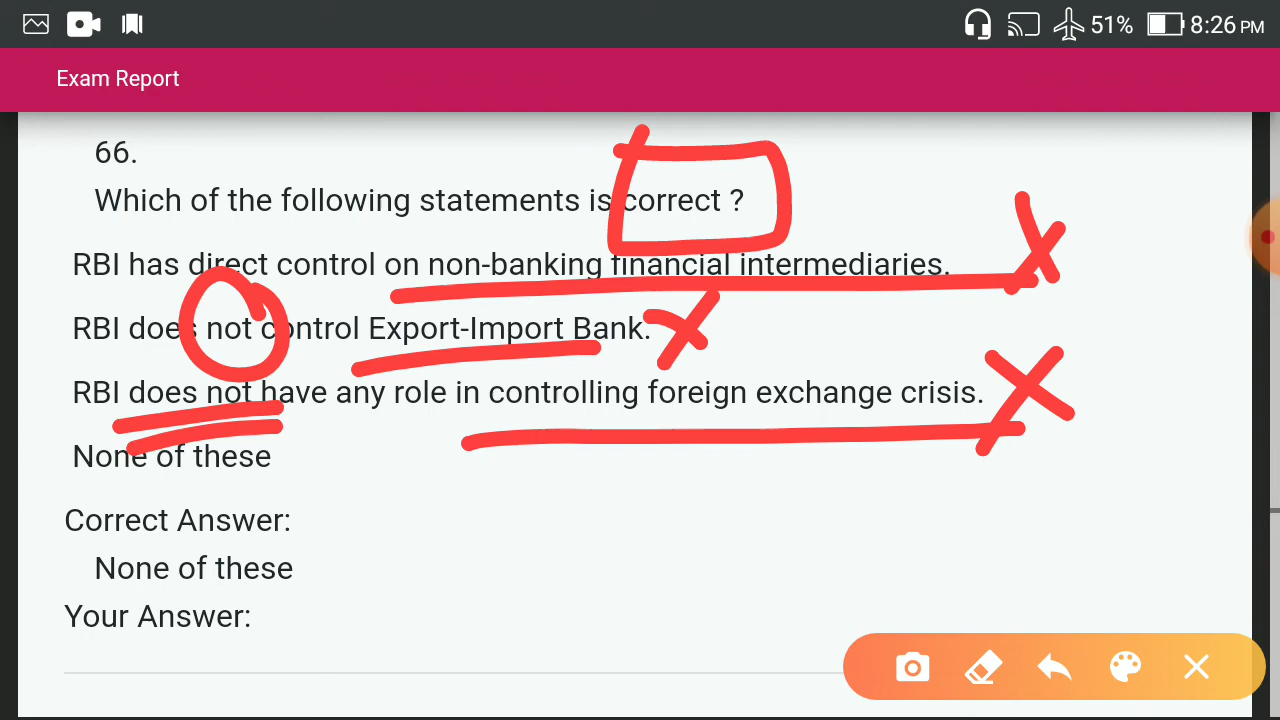 51% 8:26 PM
Exam Report
66.
Which of the following statements is correct ?
RBI has direct control on non-banking financial intermediaries.
RBI does not control Export-Import Bank.
RBI does not have any role in controlling foreign exchange crisis.
None of these
Correct Answer:
None of these
Your Answer: